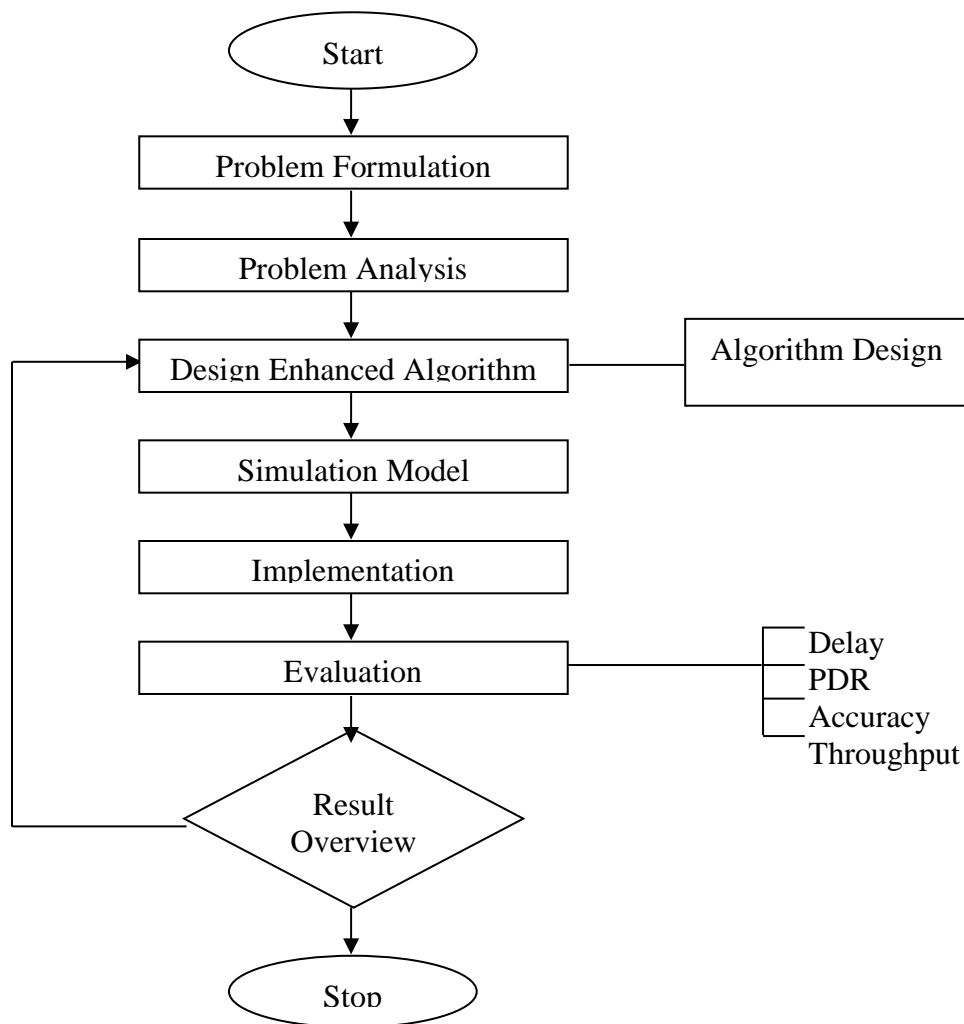 Start
Problem Formulation
Problem Analysis
Design Enhanced Algorithm
Algorithm Design
Simulation Model
Implementation
Evaluation
Delay
PDR
Accuracy
Throughput
Result
Overview
Stop